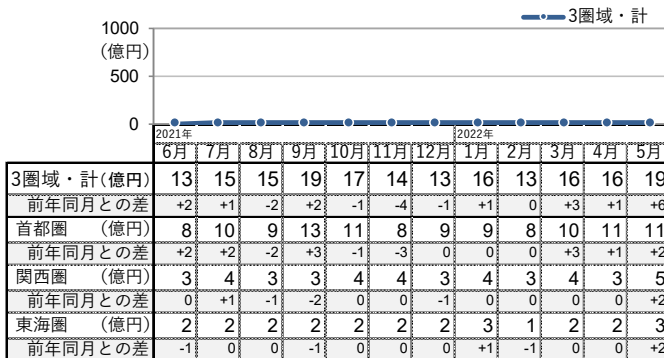 3圏域・計
1000
(億円)
500
0
2021年 2022年
6月 7月 8月 9月 10月 11月 12月 1月 2月 3月 4月 5月
3圏域・計(億円) 13 15 15 19 17 14 13 16 13 16 16 19
前年同月との差 +2 +1 -2 +2 -1 -4 -1 +1 0 +3 +1 +6
首都圏 (億円) 8 10 9 13 11 8 9 9 8 10 11 11
前年同月との差 +2 +2 -2 +3 -1 -3 0 0 0 +3 +1 +2
関西圏 (億円) 3 4 3 3 4 4 3 4 3 4 3 5
前年同月との差 0 +1 -1 -2 0 0 -1 0 0 0 0 +2
東海圏 (億円) 2 2 2 2 2 2 2 3 1 2 2 3
前年同月との差 -1 0 0 -1 0 0 0 +1 -1 0 0 +2